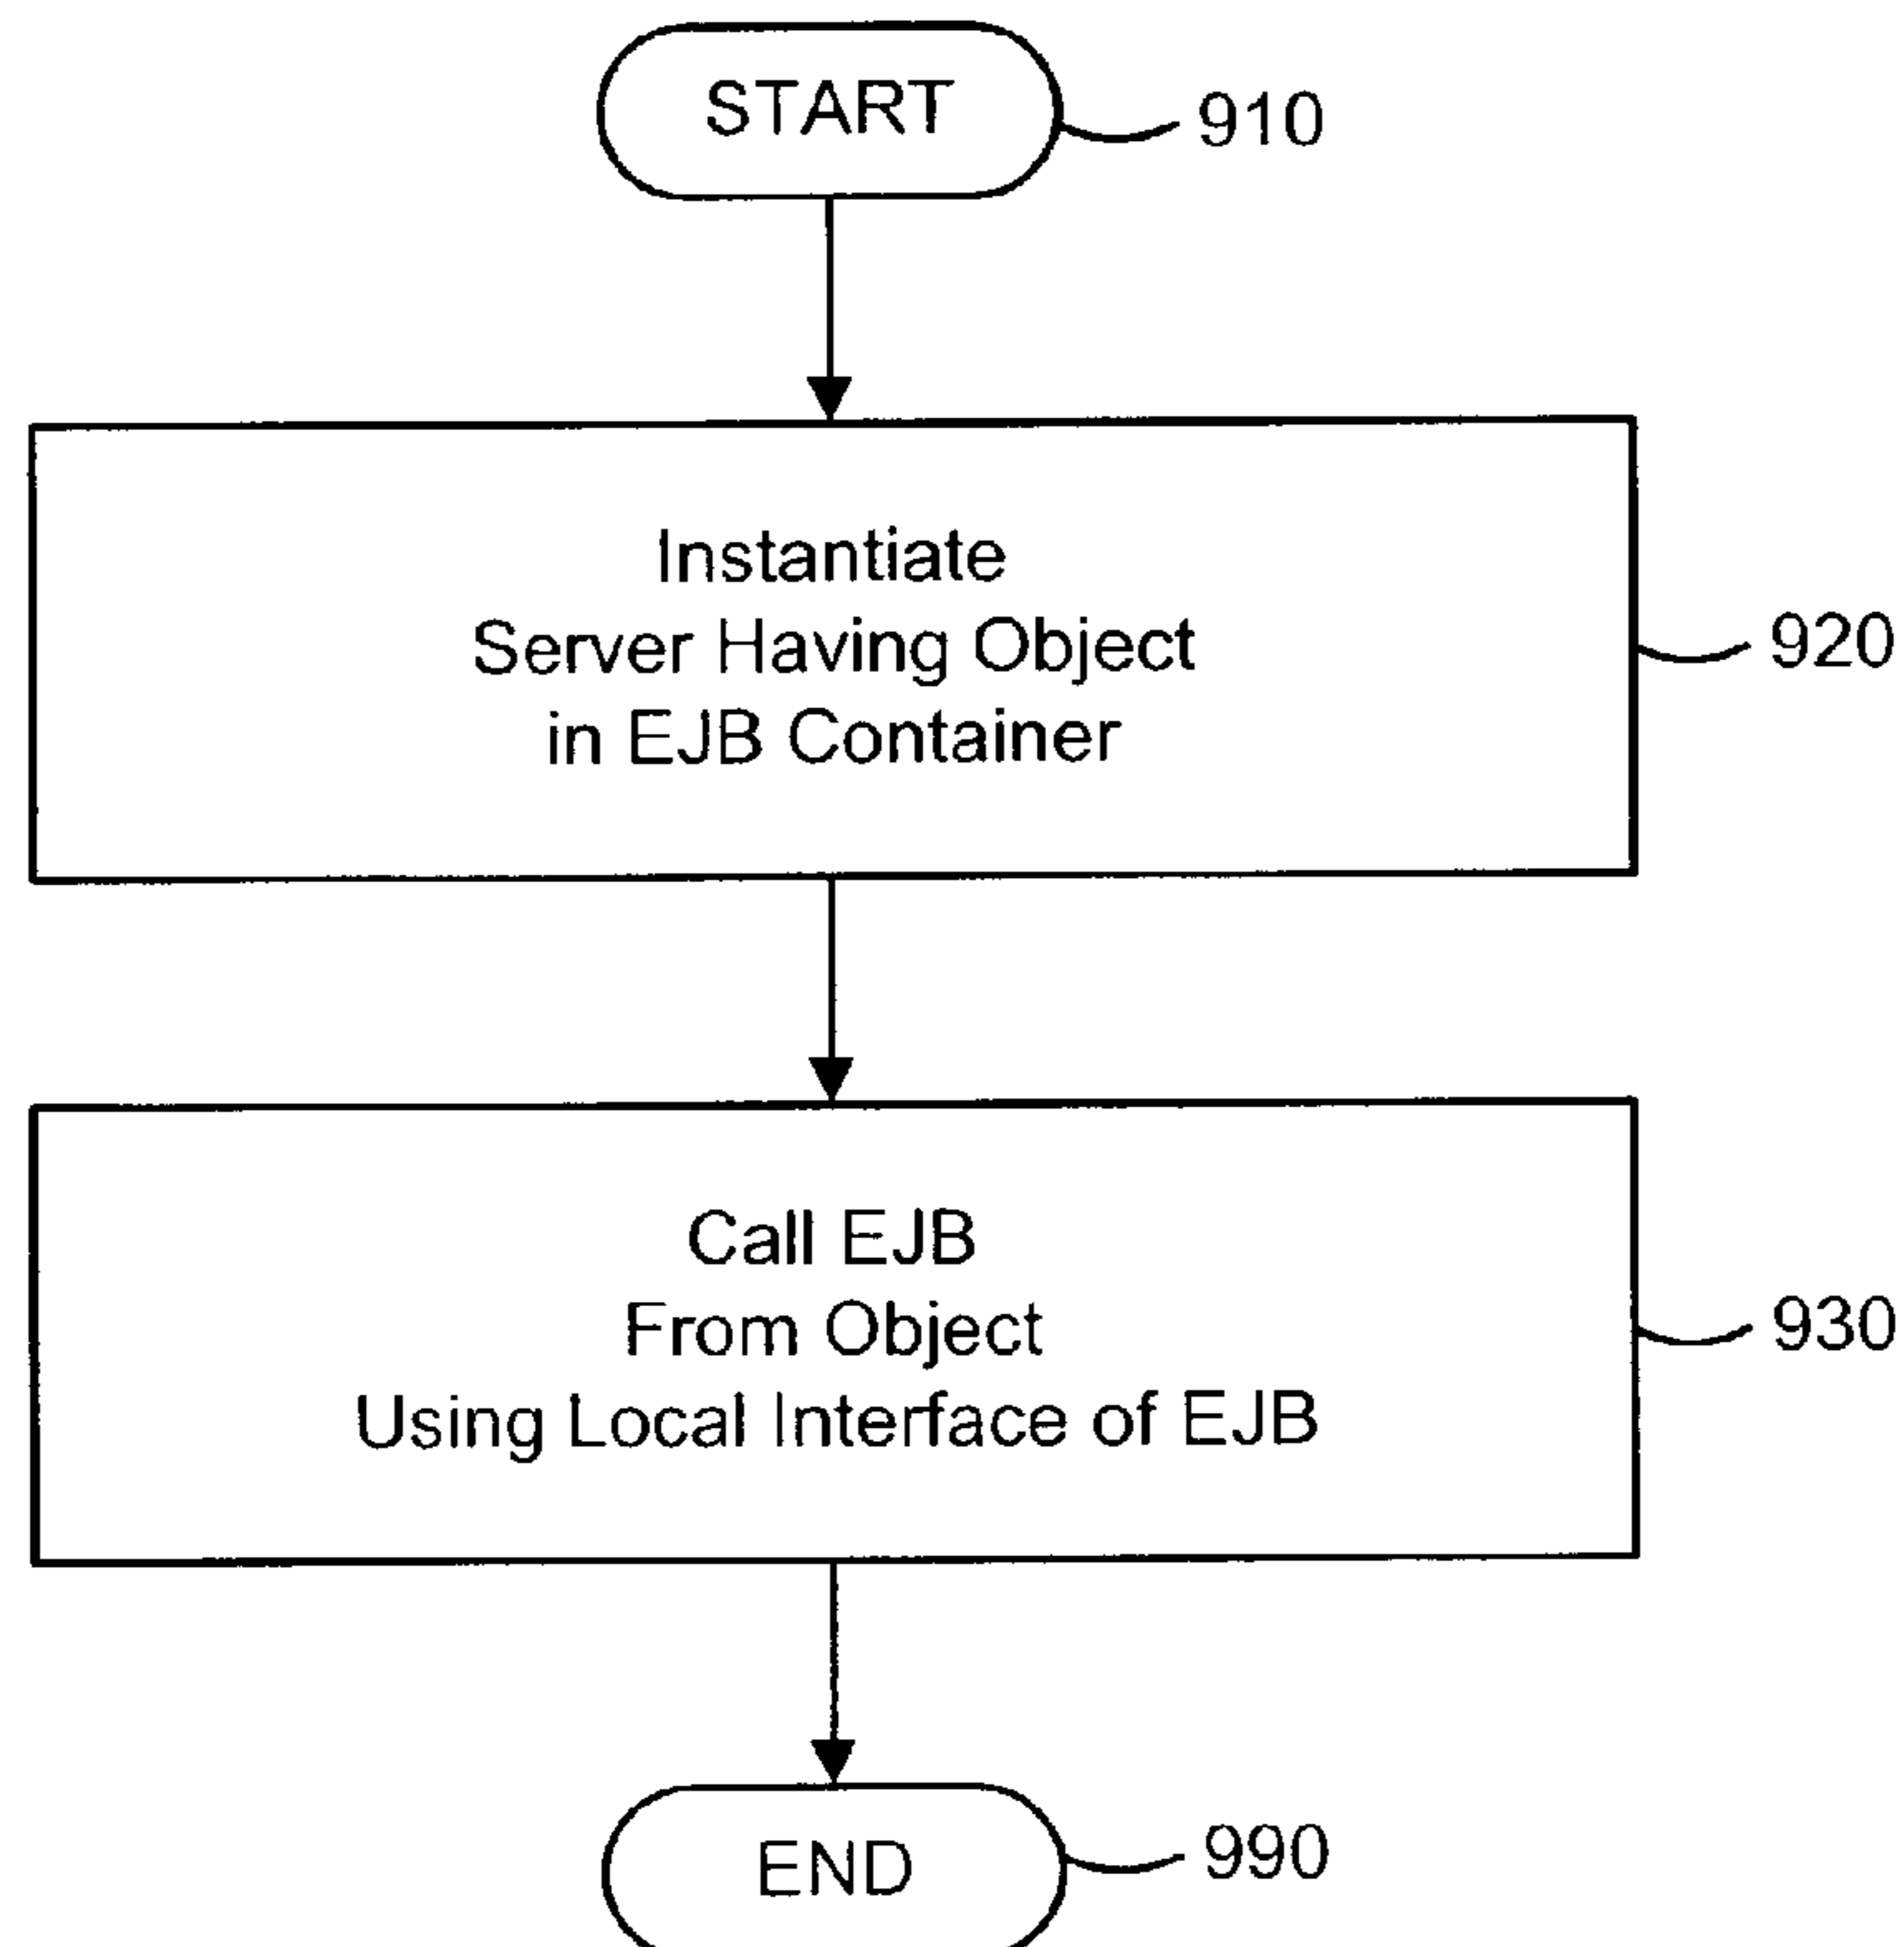 START
910
Instantiate
Server Having Object
in EJB Container
920
Call EJB
From Object
Using Local Interface of EJB
930
END
990